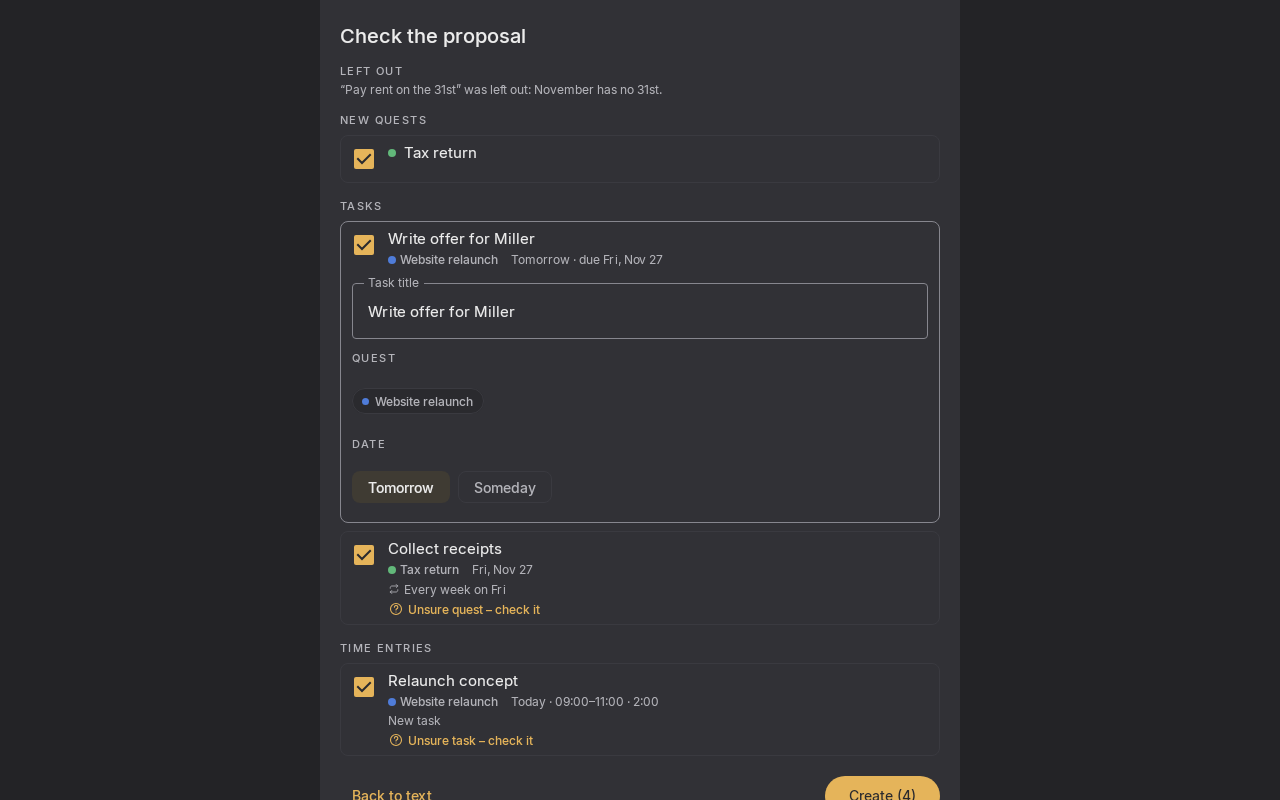 Check the proposal
LEFT OUT
“Pay rent on the 31st” was left out: November has no 31st.
NEW QUESTS
Tax return
TASKS
Write offer for Miller
Website relaunch Tomorrow · due Fri, Nov 27
Task title
Write offer for Miller
QUEST
Website relaunch
DATE
Tomorrow Someday
Collect receipts
Tax return Fri, Nov 27
Every week on Fri
Unsure quest – check it
TIME ENTRIES
Relaunch concept
Website relaunch Today · 09:00–11:00 · 2:00
New task
Unsure task – check it
Back to text Create (4)